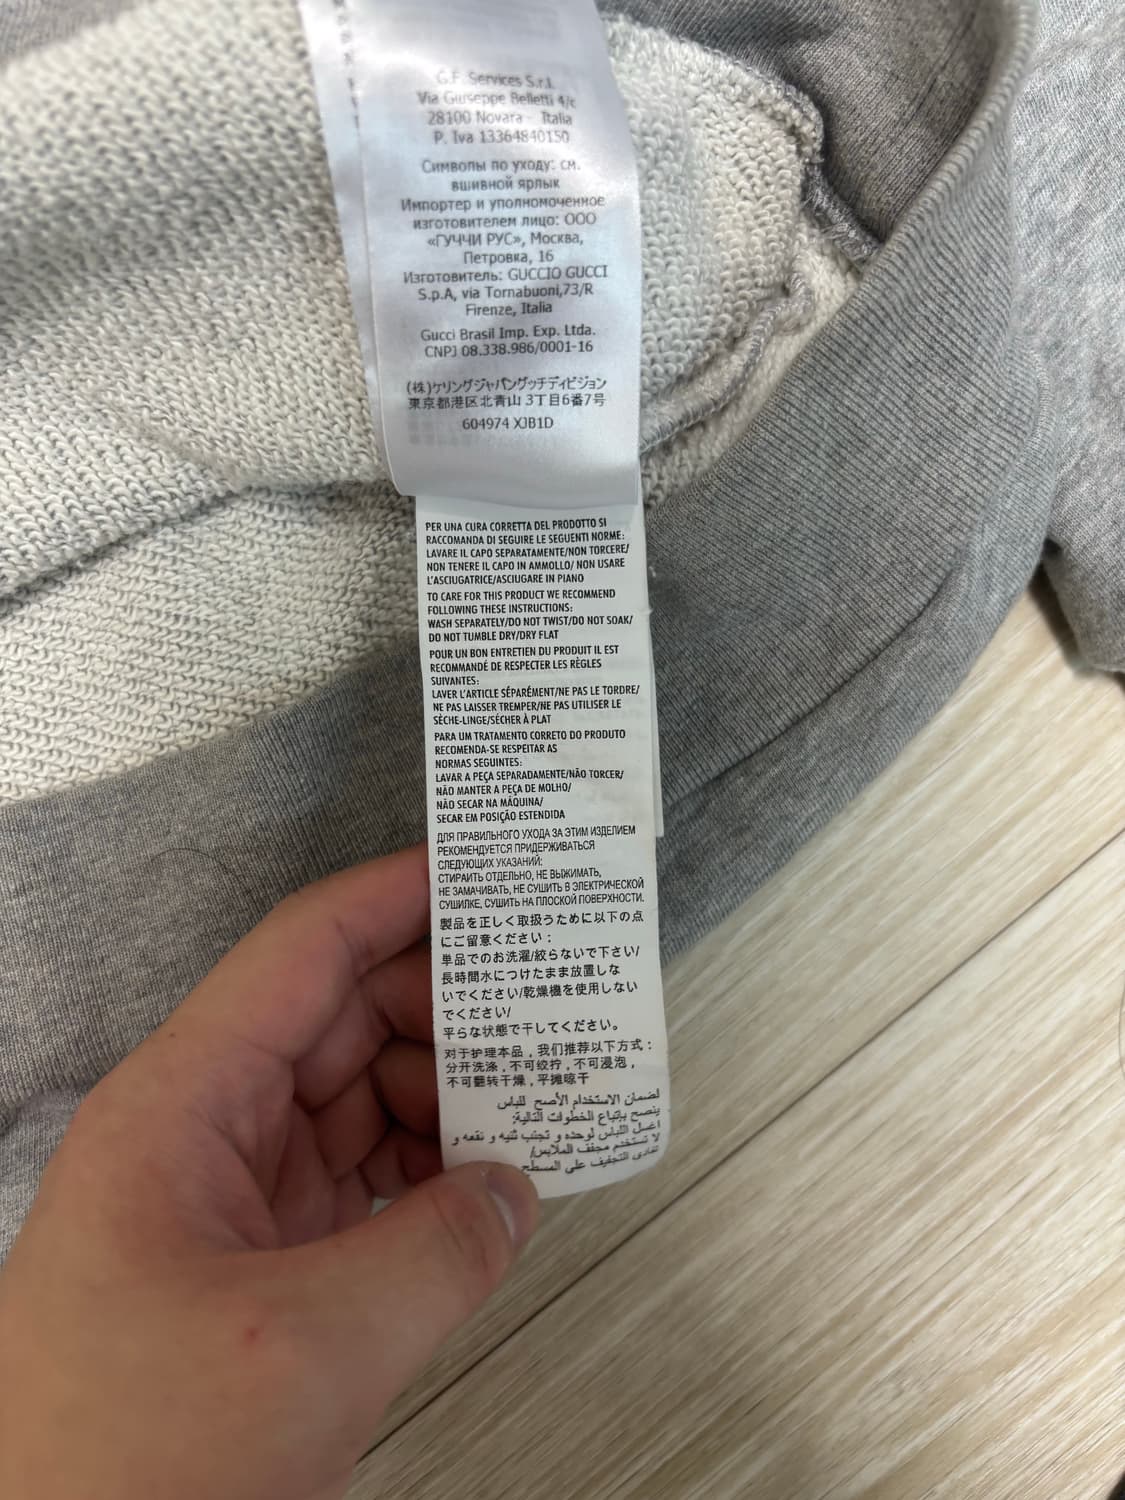 G.F. Services S.r.l.
Via Giuseppe Belletti 4/c
28100 Novara - Italia
P. Iva 13364840150
Символы по уходу: см.
вшивной ярлык
Импортер и уполномоченное
изготовителем лицо: ООО
«ГУЧЧИ РУС», Москва,
Петровка, 16
Изготовитель: GUCCIO GUCCI
S.p.A, via Tornabuoni,73/R
Firenze, Italia
Gucci Brasil Imp. Exp. Ltda.
CNPJ 08.338.986/0001-16
(株)ケリングジャパングッチディビジョン
東京都港区北青山 3丁目6番7号
604974 XJB1D
PER UNA CURA CORRETTA DEL PRODOTTO SI
RACCOMANDA DI SEGUIRE LE SEGUENTI NORME:
LAVARE IL CAPO SEPARATAMENTE/NON TORCERE/
NON TENERE IL CAPO IN AMMOLLO/ NON USARE
L'ASCIUGATRICE/ASCIUGARE IN PIANO
TO CARE FOR THIS PRODUCT WE RECOMMEND
FOLLOWING THESE INSTRUCTIONS:
WASH SEPARATELY/DO NOT TWIST/DO NOT SOAK/
DO NOT TUMBLE DRY/DRY FLAT
POUR UN BON ENTRETIEN DU PRODUIT IL EST
RECOMMANDÉ DE RESPECTER LES RÈGLES
SUIVANTES:
LAVER L'ARTICLE SÉPARÉMENT/NE PAS LE TORDRE/
NE PAS LAISSER TREMPER/NE PAS UTILISER LE
SÈCHE-LINGE/SÉCHER À PLAT
PARA UM TRATAMENTO CORRETO DO PRODUTO
RECOMENDA-SE RESPEITAR AS
NORMAS SEGUINTES:
LAVAR A PEÇA SEPARADAMENTE/NÃO TORCER/
NÃO MANTER A PEÇA DE MOLHO/
NÃO SECAR NA MÁQUINA/
SECAR EM POSIÇÃO ESTENDIDA
ДЛЯ ПРАВИЛЬНОГО УХОДА ЗА ЭТИМ ИЗДЕЛИЕМ
РЕКОМЕНДУЕТСЯ ПРИДЕРЖИВАТЬСЯ
СЛЕДУЮЩИХ УКАЗАНИЙ:
СТИРАИТЬ ОТДЕЛЬНО, НЕ ВЫЖИМАТЬ,
НЕ ЗАМАЧИВАТЬ, НЕ СУШИТЬ В ЭЛЕКТРИЧЕСКОЙ
СУШИЛКЕ, СУШИТЬ НА ПЛОСКОЙ ПОВЕРХНОСТИ.
製品を正しく取扱うために以下の点
にご留意ください：
単品でのお洗濯/絞らないで下さい/
長時間水につけたまま放置しな
いでください/乾燥機を使用しない
でください/
平らな状態で干してください。
对于护理本品，我们推荐以下方式：
分开洗涤，不可绞拧，不可浸泡，
不可翻转干燥，平摊晾干
لضمان الاستخدام الأصح للباس
ينصح بإتباع الخطوات التالية:
اغسل اللباس لوحده و تجنب ثنيه و نقعه و
لا تستخدم مجفف الملابس/
تفادى التجفيف على المسطح